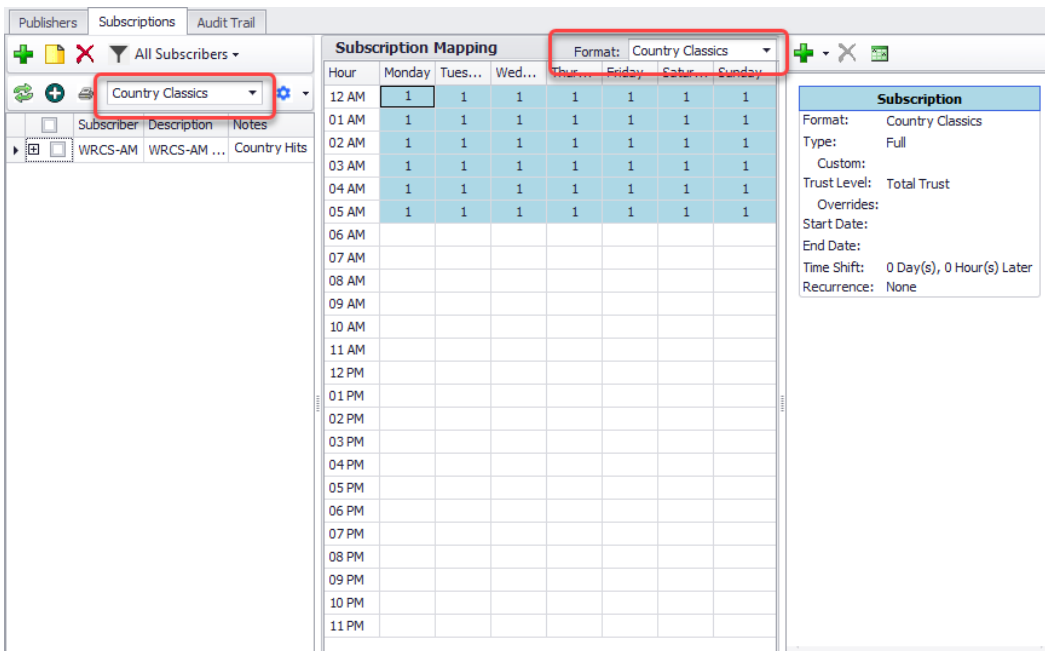 Publishers Subscriptions Audit Trail
All Subscribers
Subscription Mapping Format: Country Classics
Country Classics
Hour Monday Tues... Wed... Thur... Friday Satur... Sunday
Subscriber Description Notes
WRCS-AM WRCS-AM ... Country Hits
12 AM 1 1 1 1 1 1 1
01 AM 1 1 1 1 1 1 1
02 AM 1 1 1 1 1 1 1
03 AM 1 1 1 1 1 1 1
04 AM 1 1 1 1 1 1 1
05 AM 1 1 1 1 1 1 1
06 AM
07 AM
08 AM
09 AM
10 AM
11 AM
12 PM
01 PM
02 PM
03 PM
04 PM
05 PM
06 PM
07 PM
08 PM
09 PM
10 PM
11 PM
Subscription
Format: Country Classics
Type: Full
Custom:
Trust Level: Total Trust
Overrides:
Start Date:
End Date:
Time Shift: 0 Day(s), 0 Hour(s) Later
Recurrence: None